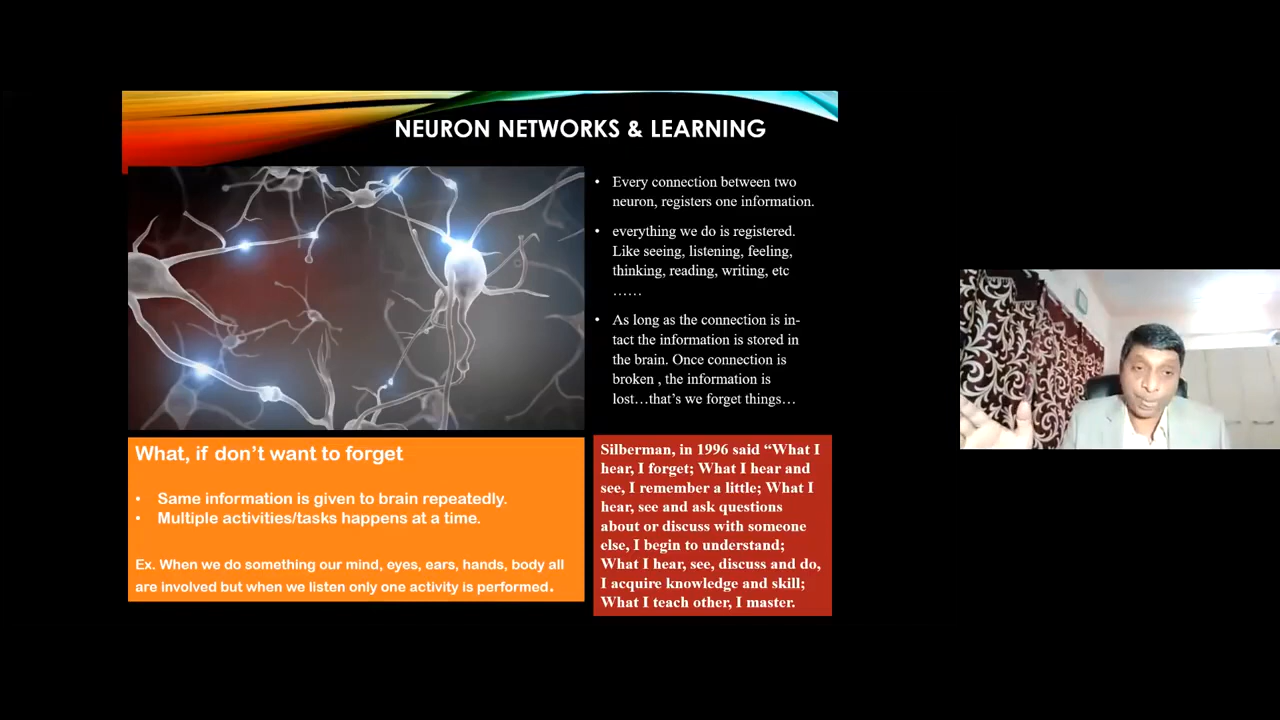 NEURON NETWORKS & LEARNING
• Every connection between two
neuron, registers one information.
• everything we do is registered.
Like seeing, listening, feeling,
thinking, reading, writing, etc
……
• As long as the connection is in-
tact the information is stored in
the brain. Once connection is
broken , the information is
lost…that’s we forget things…
What, if don’t want to forget
• Same information is given to brain repeatedly.
• Multiple activities/tasks happens at a time.
Ex. When we do something our mind, eyes, ears, hands, body all
are involved but when we listen only one activity is performed.
Silberman, in 1996 said “What I
hear, I forget; What I hear and
see, I remember a little; What I
hear, see and ask questions
about or discuss with someone
else, I begin to understand;
What I hear, see, discuss and do,
I acquire knowledge and skill;
What I teach other, I master.